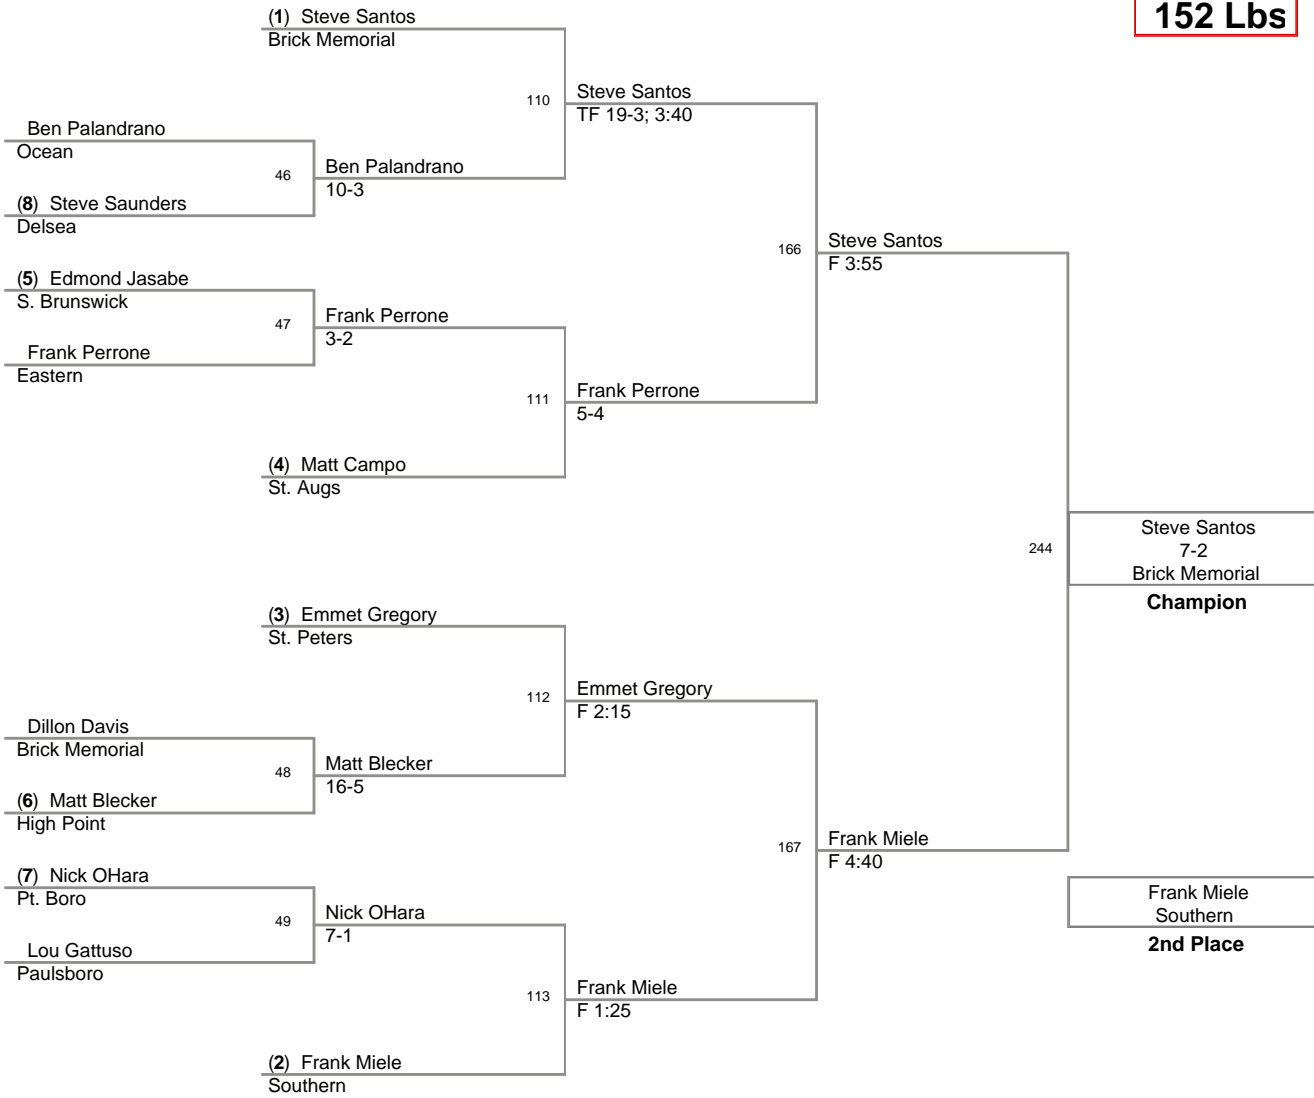 152 Lbs
(1) Steve Santos
Brick Memorial
110
Steve Santos
TF 19-3; 3:40
Ben Palandrano
Ocean
46
Ben Palandrano
10-3
(8) Steve Saunders
Delsea
166
Steve Santos
F 3:55
(5) Edmond Jasabe
S. Brunswick
47
Frank Perrone
3-2
Frank Perrone
Eastern
111
Frank Perrone
5-4
(4) Matt Campo
St. Augs
244
Steve Santos
7-2
Brick Memorial
Champion
(3) Emmet Gregory
St. Peters
112
Emmet Gregory
F 2:15
Dillon Davis
Brick Memorial
48
Matt Blecker
16-5
(6) Matt Blecker
High Point
167
Frank Miele
F 4:40
(7) Nick OHara
Pt. Boro
49
Nick OHara
7-1
Lou Gattuso
Paulsboro
113
Frank Miele
F 1:25
(2) Frank Miele
Southern
Frank Miele
Southern
2nd Place